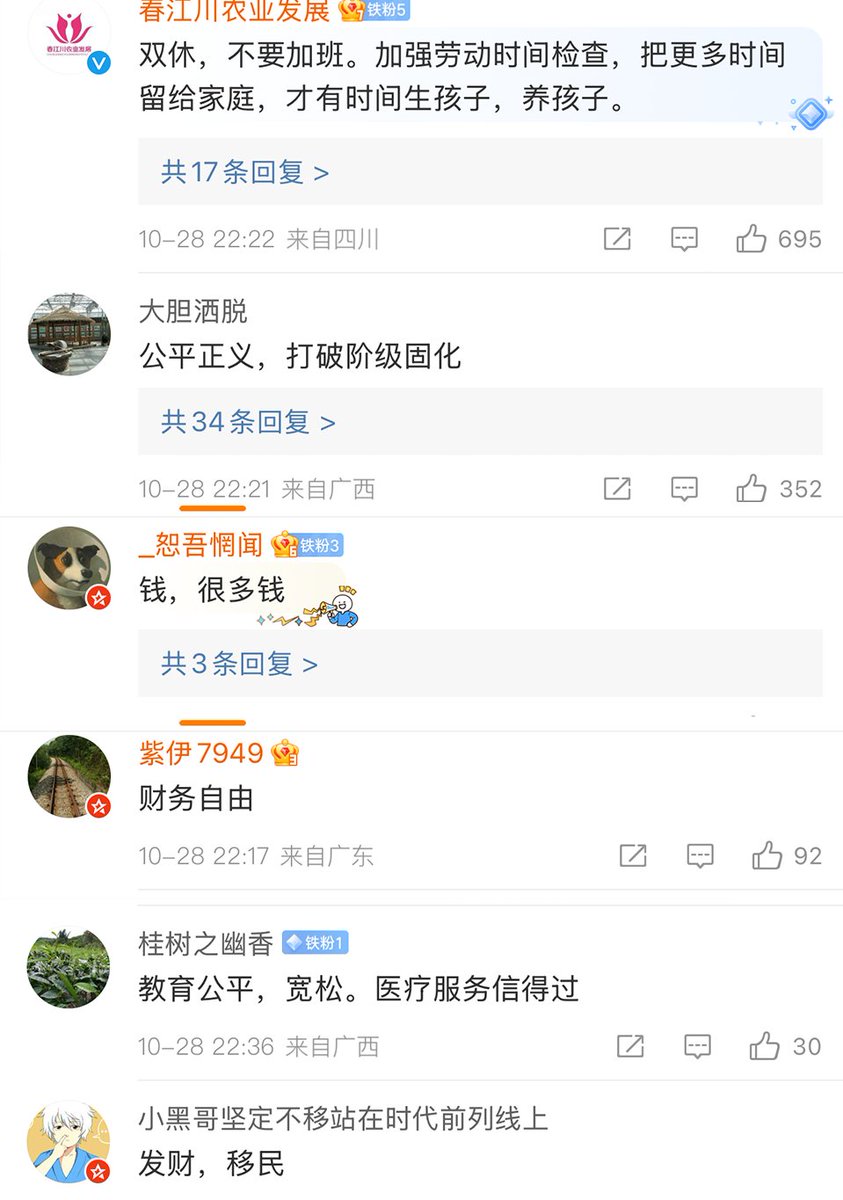 春江川农业发展 铁粉5
春江川农业发展
双休，不要加班。加强劳动时间检查，把更多时间
留给家庭，才有时间生孩子，养孩子。
共17条回复 >
10-28 22:22 来自四川 695
大胆洒脱
公平正义，打破阶级固化
共34条回复 >
10-28 22:21 来自广西 352
_恕吾惘闻 铁粉3
钱，很多钱
共3条回复 >
紫伊7949
财务自由
10-28 22:17 来自广东 92
桂树之幽香 铁粉1
教育公平，宽松。医疗服务信得过
10-28 22:36 来自广西 30
小黑哥坚定不移站在时代前列线上
发财，移民